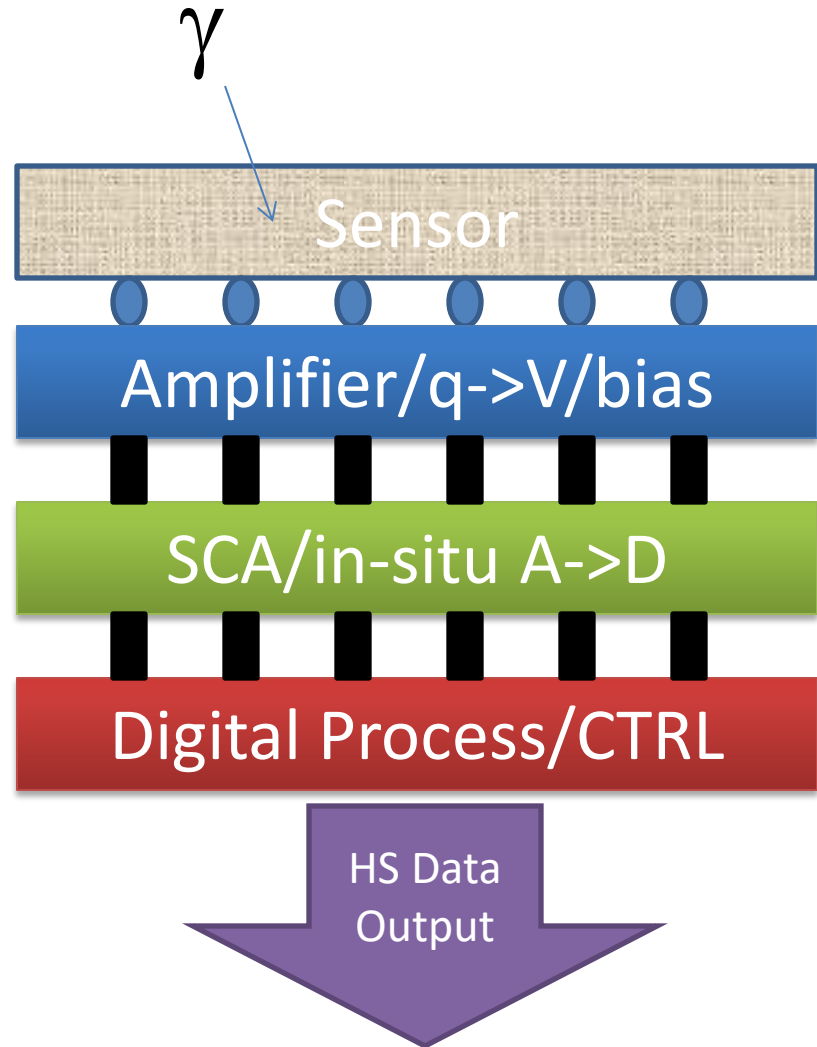 γ
Sensor
Amplifier/q->V/bias
SCA/in-situ A->D
Digital Process/CTRL
HS Data
Output